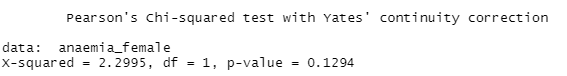 Pearson's Chi-squared test with Yates' continuity correction
data:  anaemia_female
X-squared = 2.2995, df = 1, p-value = 0.1294